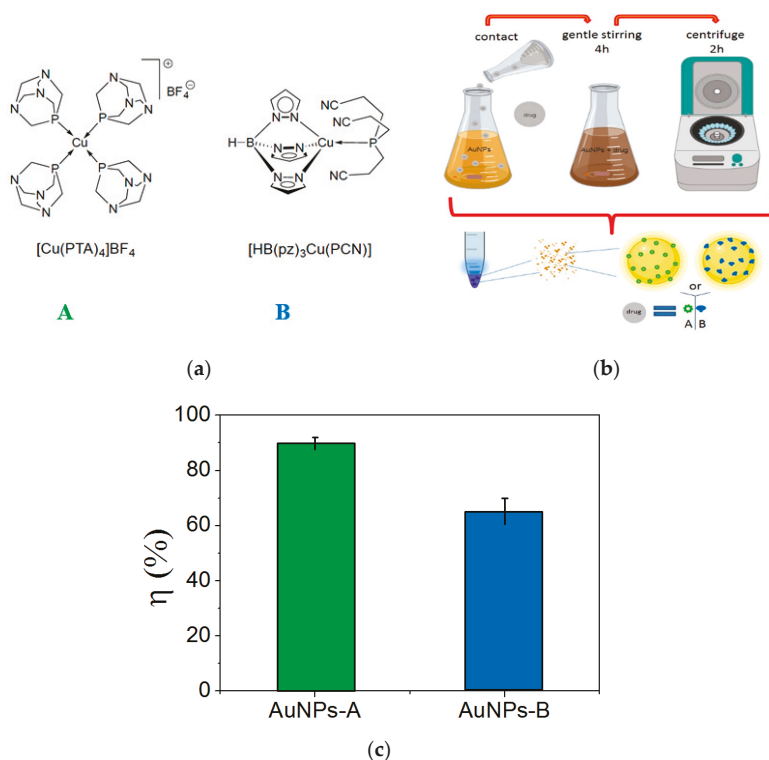 N
N
N
P
N
N
N
P
⊕
BF4⊖
Cu
P
N
N
N
P
N
N
N
[Cu(PTA)4]BF4
A
N
N
H-B
N
N
N
N
Cu
P
NC
NC
NC
[HB(pz)3Cu(PCN)]
B
(a)
contact
gentle stirring
4h
centrifuge
2h
drug
AuNPs
AuNPs + drug
or
drug
A
B
(b)
100
80
60
40
20
0
η (%)
AuNPs-A
AuNPs-B
(c)